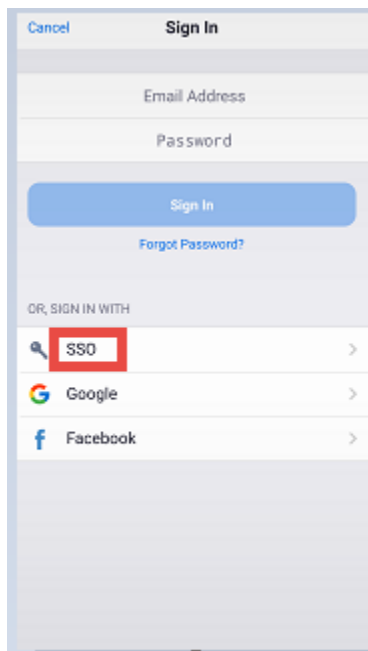 Cancel Sign In
Email Address
Password
Sign In
Forgot Password?
OR, SIGN IN WITH
SSO
Google
Facebook